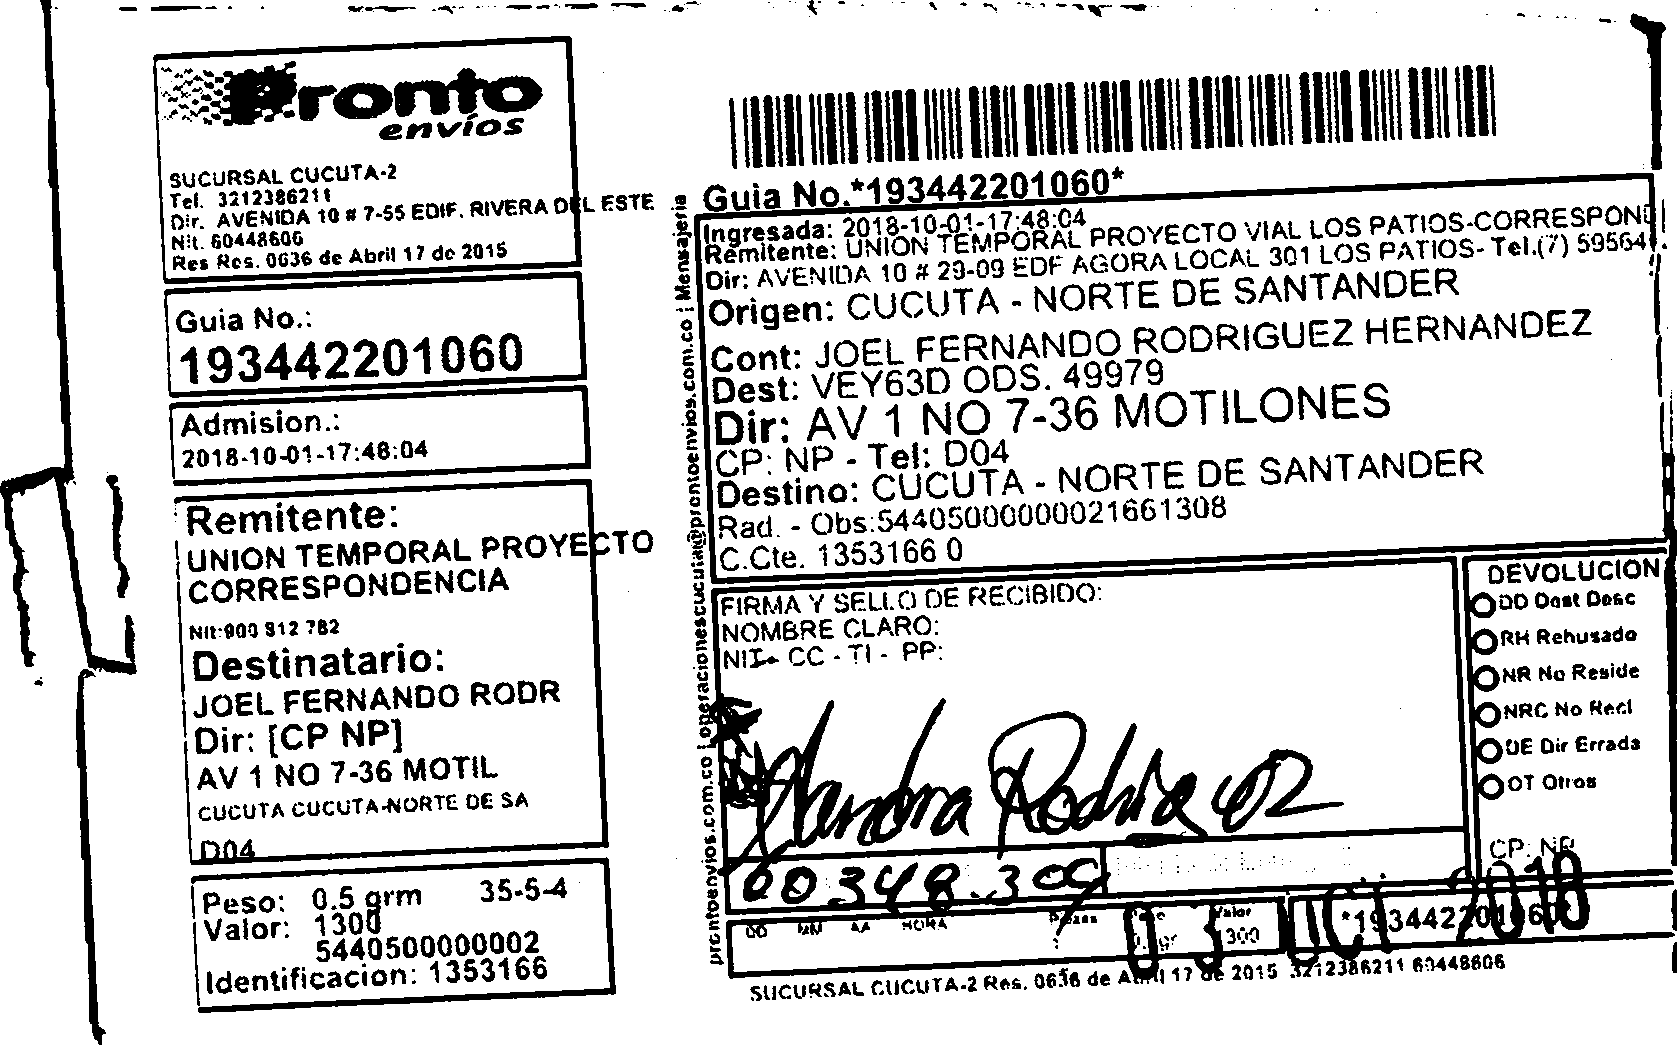 Pronto
envíos
SUCURSAL CUCUTA-2
Tel. 3212386211
Dir. AVENIDA 10 # 7-55 EDIF. RIVERA DEL ESTE
Nit. 60448606
Res Res. 0636 de Abril 17 de 2015
Guia No.:
193442201060
Admision.:
2018-10-01-17:48:04
Remitente:
UNION TEMPORAL PROYECTO
CORRESPONDENCIA
Nit:900 812 782
Destinatario:
JOEL FERNANDO RODR
Dir: [CP NP]
AV 1 NO 7-36 MOTIL
CUCUTA CUCUTA-NORTE DE SA
D04
Peso: 0.5 grm 35-5-4
Valor: 1300
5440500000002
Identificacion: 1353166
prontoenvios.com.co | operacionescucuta@prontoenvios.com.co | Mensajeria
Guia No.*193442201060*
Ingresada: 2018-10-01-17:48:04
Remitente: UNION TEMPORAL PROYECTO VIAL LOS PATIOS-CORRESPOND
Dir: AVENIDA 10 # 29-09 EDF AGORA LOCAL 301 LOS PATIOS- Tel.(7) 59564
Origen: CUCUTA - NORTE DE SANTANDER
Cont: JOEL FERNANDO RODRIGUEZ HERNANDEZ
Dest: VEY63D ODS. 49979
Dir: AV 1 NO 7-36 MOTILONES
CP: NP - Tel: D04
Destino: CUCUTA - NORTE DE SANTANDER
Rad. - Obs:54405000000021661308
C.Cte. 1353166 0
FIRMA Y SELLO DE RECIBIDO:
NOMBRE CLARO:
NIT- CC - TI - PP:
Sandra Rodriguez
60348.309
DEVOLUCION
DD Dest Desc
RH Rehusado
NR No Reside
NRC No Recl
DE Dir Errada
OT Otros
CP: NP
DD MM AA HORA Piezas Peso Valor
1300
*193442201060*
03 OCT 2018
SUCURSAL CUCUTA-2 Res. 0636 de Abril 17 de 2015 3212386211 60448606